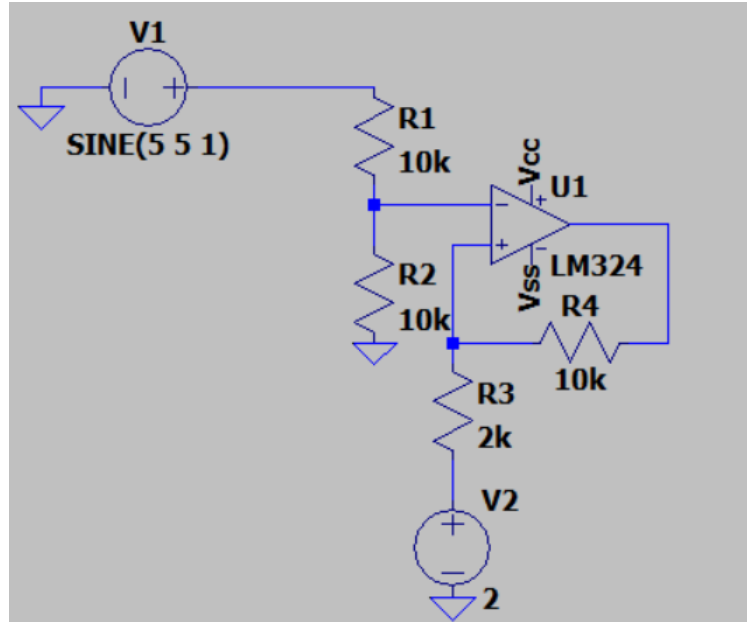 V1
SINE(5 5 1)
R1
10k
Vcc
U1
R2
10k
Vss
LM324
R4
10k
R3
2k
V2
2